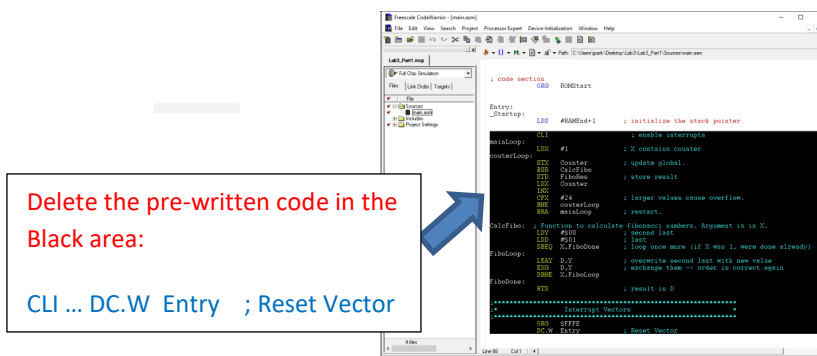 Freescale CodeWarrior - [main.asm]
File Edit View Search Project Processor Expert Device Initialization Window Help
Path: C:\Users\park\Desktop\Lab3\Lab3_Part1\Sources\main.asm
Lab3_Part1.mcp
Full Chip Simulation
Files Link Order Targets
File
Sources
main.asm
Includes
Project Settings
4 files
; code section
ORG ROMStart
Entry:
_Startup:
LDS #RAMEnd+1 ; initialize the stack pointer
CLI ; enable interrupts
mainLoop:
LDX #1 ; X contains counter
couterLoop:
STX Counter ; update global.
BSR CalcFibo
STD FiboRes ; store result
LDX Counter
INX
CPX #24 ; larger values cause overflow.
BNE couterLoop
BRA mainLoop ; restart.
CalcFibo: ; Function to calculate fibonacci numbers. Argument is in X.
LDY #$00 ; second last
LDD #$01 ; last
DBEQ X,FiboDone ; loop once more (if X was 1, were done already)
FiboLoop:
LEAY D,Y ; overwrite second last with new value
EXG D,Y ; exchange them -> order is correct again
DBNE X,FiboLoop
FiboDone:
RTS ; result in D
;**************************************************************
;* Interrupt Vectors *
;**************************************************************
ORG $FFFE
DC.W Entry ; Reset Vector
Line 66 Col 1
Delete the pre-written code in the
Black area:
CLI … DC.W Entry ; Reset Vector